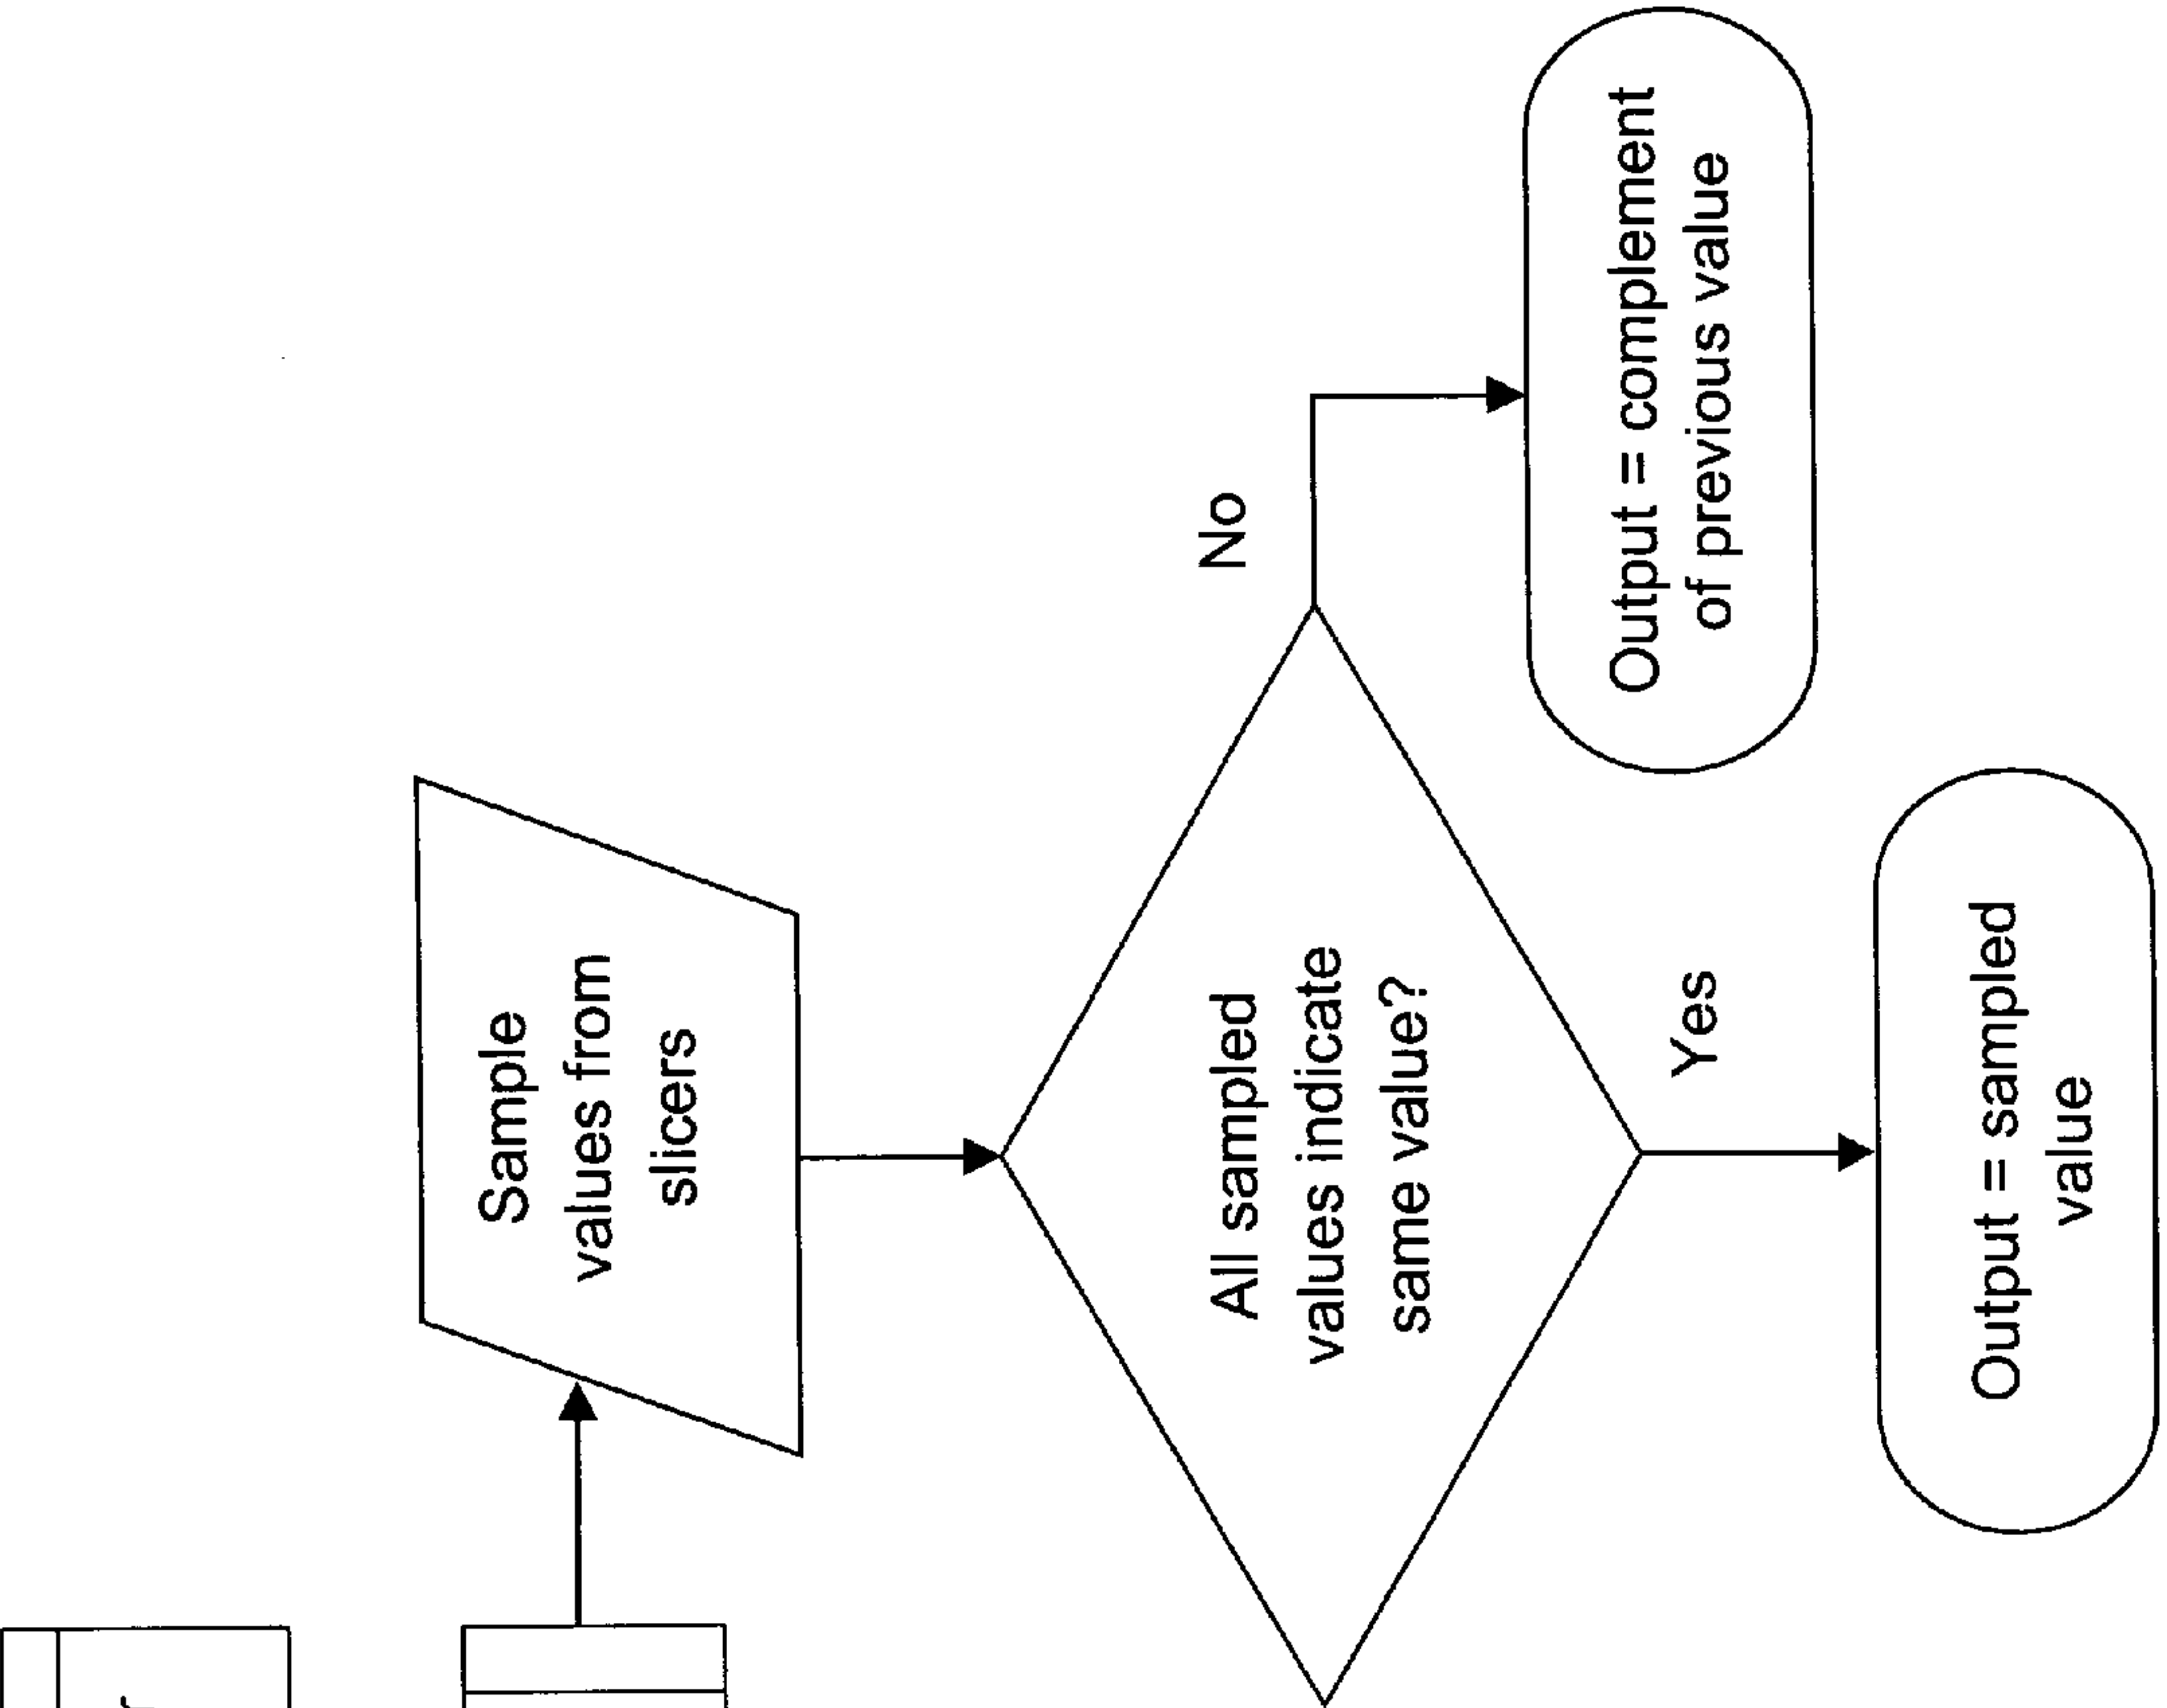 Sample
values from
slicers
All sampled
values indicate
same value?
No
Yes
Output = complement
of previous value
Output = sampled
value